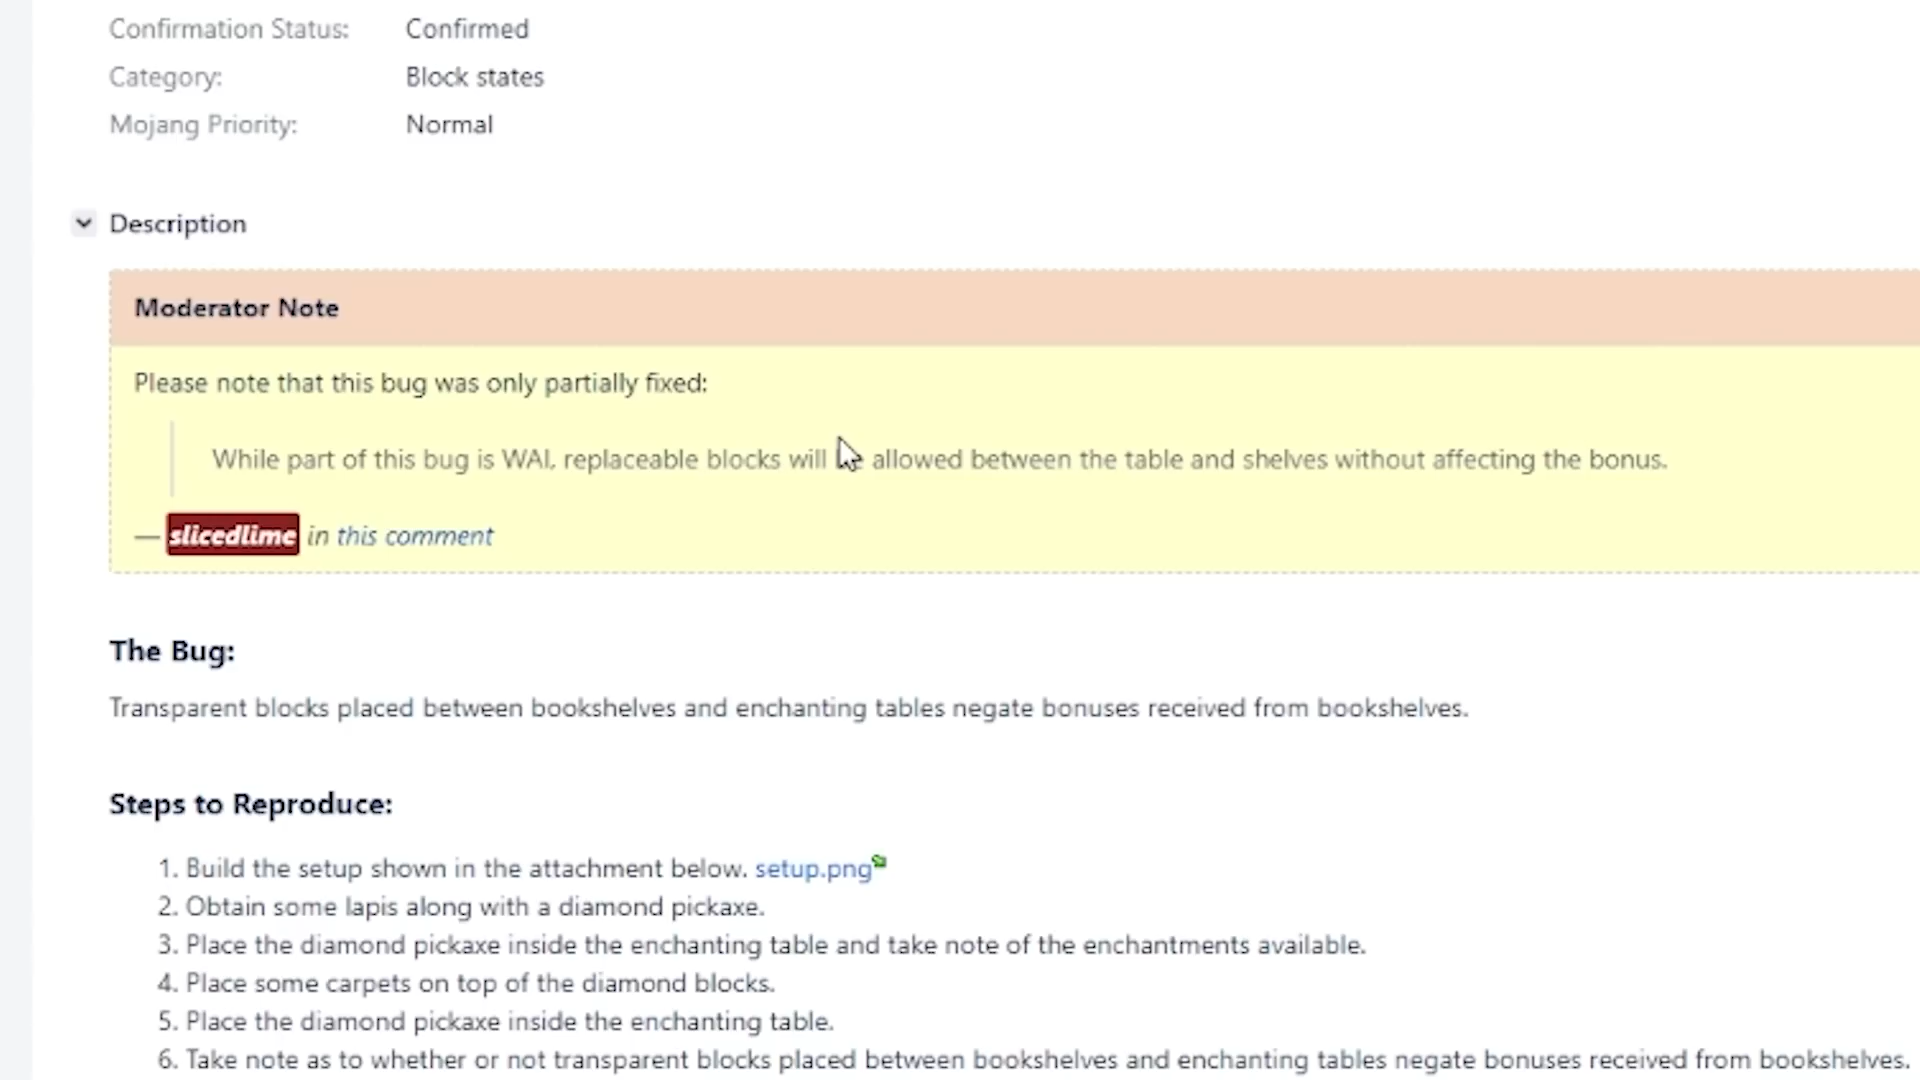 Confirmation Status: Confirmed
Category: Block states
Mojang Priority: Normal
Description
Moderator Note
Please note that this bug was only partially fixed:
While part of this bug is WAI, replaceable blocks will be allowed between the table and shelves without affecting the bonus.
— slicedlime in this comment
The Bug:
Transparent blocks placed between bookshelves and enchanting tables negate bonuses received from bookshelves.
Steps to Reproduce:
1. Build the setup shown in the attachment below. setup.png
2. Obtain some lapis along with a diamond pickaxe.
3. Place the diamond pickaxe inside the enchanting table and take note of the enchantments available.
4. Place some carpets on top of the diamond blocks.
5. Place the diamond pickaxe inside the enchanting table.
6. Take note as to whether or not transparent blocks placed between bookshelves and enchanting tables negate bonuses received from bookshelves.